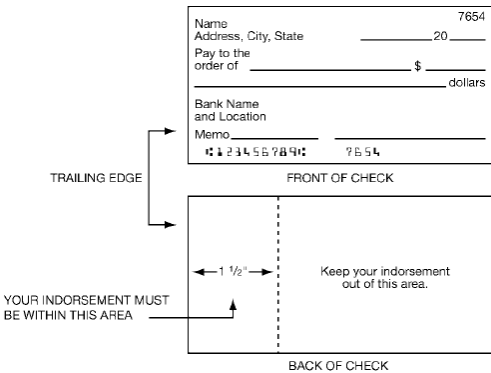 7654
Name
Address, City, State 20
Pay to the
order of $
dollars
Bank Name
and Location
Memo
⑆123456789⑆ 7654
FRONT OF CHECK
TRAILING EDGE
1 1/2"
Keep your indorsement
out of this area.
YOUR INDORSEMENT MUST
BE WITHIN THIS AREA
BACK OF CHECK